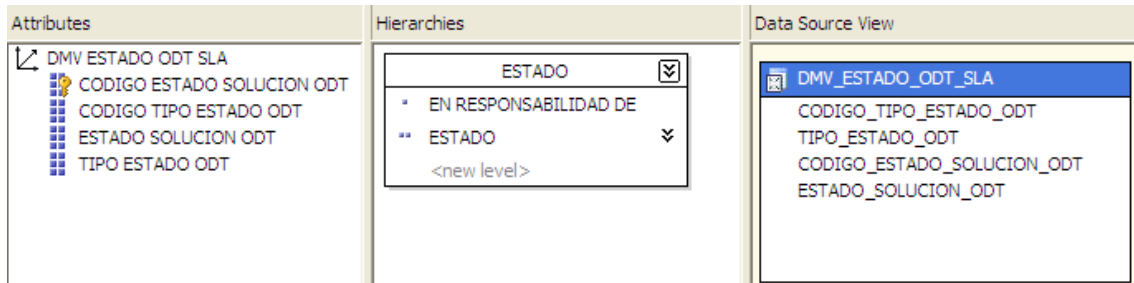 Attributes
DMV ESTADO ODT SLA
CODIGO ESTADO SOLUCION ODT
CODIGO TIPO ESTADO ODT
ESTADO SOLUCION ODT
TIPO ESTADO ODT
Hierarchies
ESTADO
EN RESPONSABILIDAD DE
ESTADO
<new level>
Data Source View
DMV_ESTADO_ODT_SLA
CODIGO_TIPO_ESTADO_ODT
TIPO_ESTADO_ODT
CODIGO_ESTADO_SOLUCION_ODT
ESTADO_SOLUCION_ODT